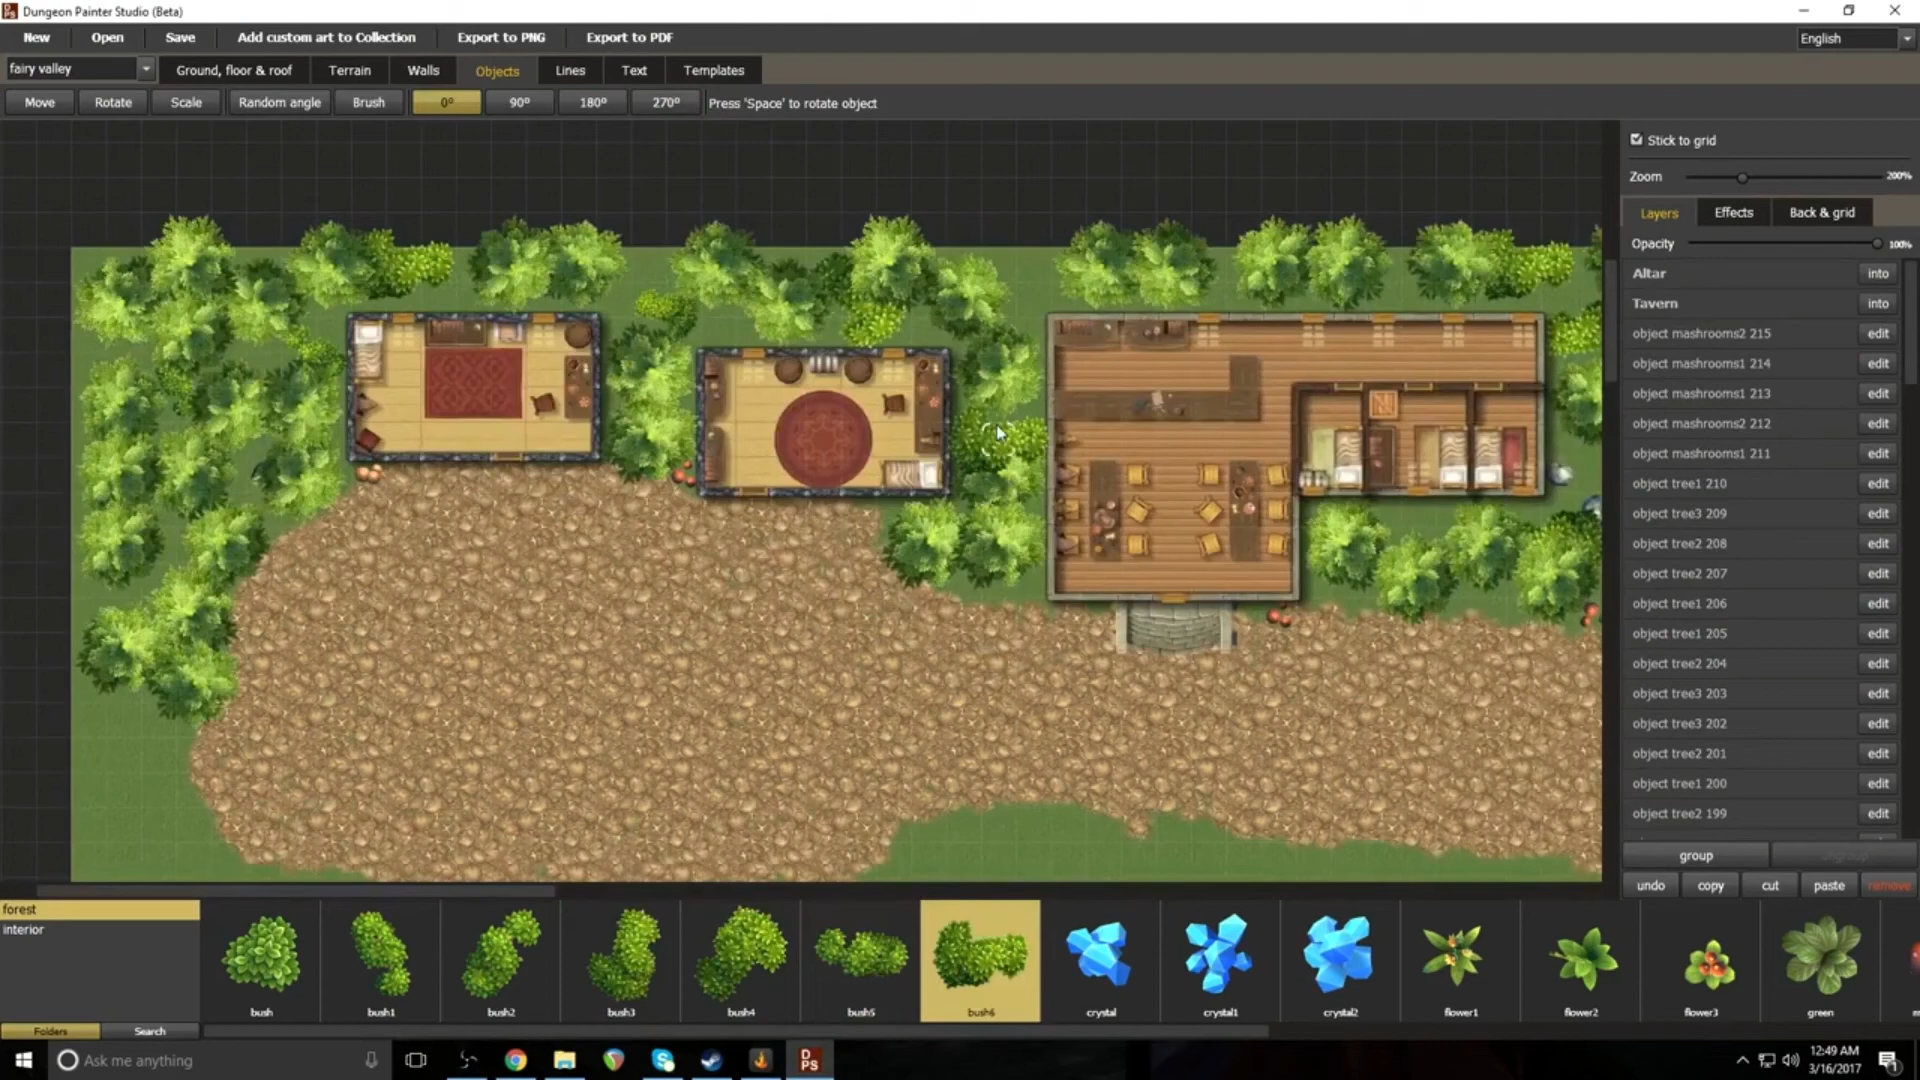 Dungeon Painter Studio (Beta)
New Open Save Add custom art to Collection Export to PNG Export to PDF English
fairy valley Ground, floor & roof Terrain Walls Objects Lines Text Templates
Move Rotate Scale Random angle Brush 0º 90º 180º 270º Press 'Space' to rotate object
Stick to grid
Zoom 200%
Layers Effects Back & grid
Opacity 100%
Altar into
Tavern into
object mashrooms2 215 edit
object mashrooms1 214 edit
object mashrooms1 213 edit
object mashrooms2 212 edit
object mashrooms1 211 edit
object tree1 210 edit
object tree3 209 edit
object tree2 208 edit
object tree2 207 edit
object tree1 206 edit
object tree1 205 edit
object tree2 204 edit
object tree3 203 edit
object tree3 202 edit
object tree2 201 edit
object tree1 200 edit
object tree2 199 edit
group
undo copy cut paste remove
forest
interior
bush bush1 bush2 bush3 bush4 bush5 bush6 crystal crystal1 crystal2 flower1 flower2 flower3 green
Folders Search
Ask me anything
DPS
12:49 AM
3/16/2017